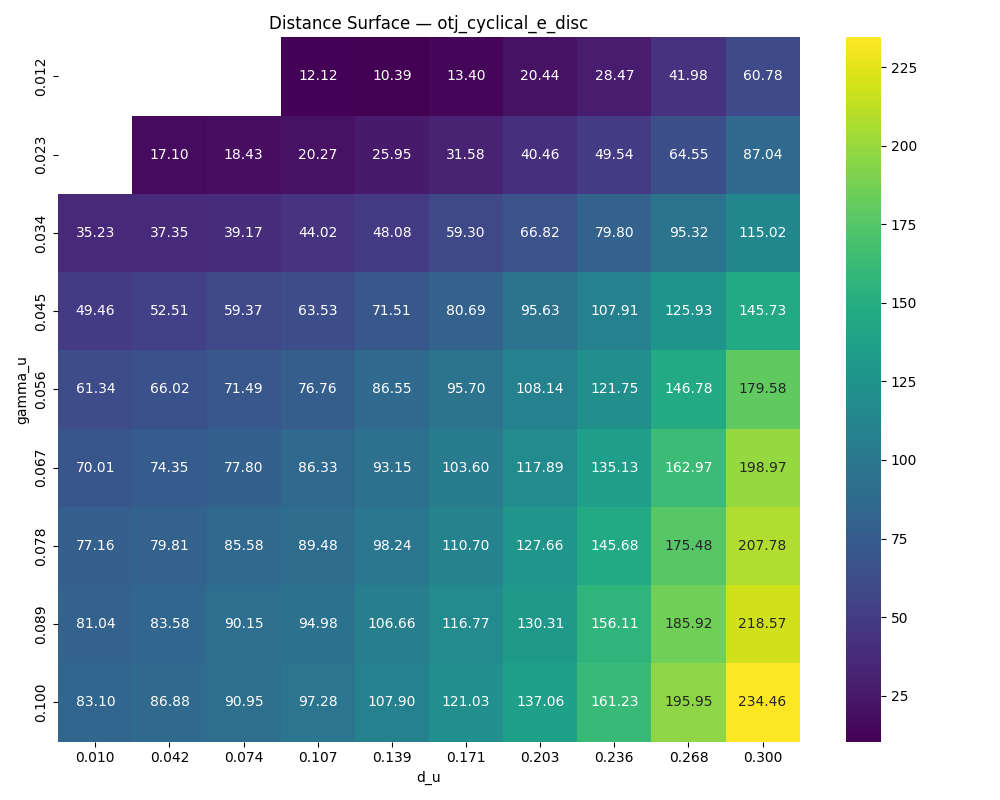 Distance Surface — otj_cyclical_e_disc
0.012 12.12 10.39 13.40 20.44 28.47 41.98 60.78
0.023 17.10 18.43 20.27 25.95 31.58 40.46 49.54 64.55 87.04
0.034 35.23 37.35 39.17 44.02 48.08 59.30 66.82 79.80 95.32 115.02
0.045 49.46 52.51 59.37 63.53 71.51 80.69 95.63 107.91 125.93 145.73
gamma_u
0.056 61.34 66.02 71.49 76.76 86.55 95.70 108.14 121.75 146.78 179.58
0.067 70.01 74.35 77.80 86.33 93.15 103.60 117.89 135.13 162.97 198.97
0.078 77.16 79.81 85.58 89.48 98.24 110.70 127.66 145.68 175.48 207.78
0.089 81.04 83.58 90.15 94.98 106.66 116.77 130.31 156.11 185.92 218.57
0.100 83.10 86.88 90.95 97.28 107.90 121.03 137.06 161.23 195.95 234.46
0.010 0.042 0.074 0.107 0.139 0.171 0.203 0.236 0.268 0.300
d_u
225
200
175
150
125
100
75
50
25